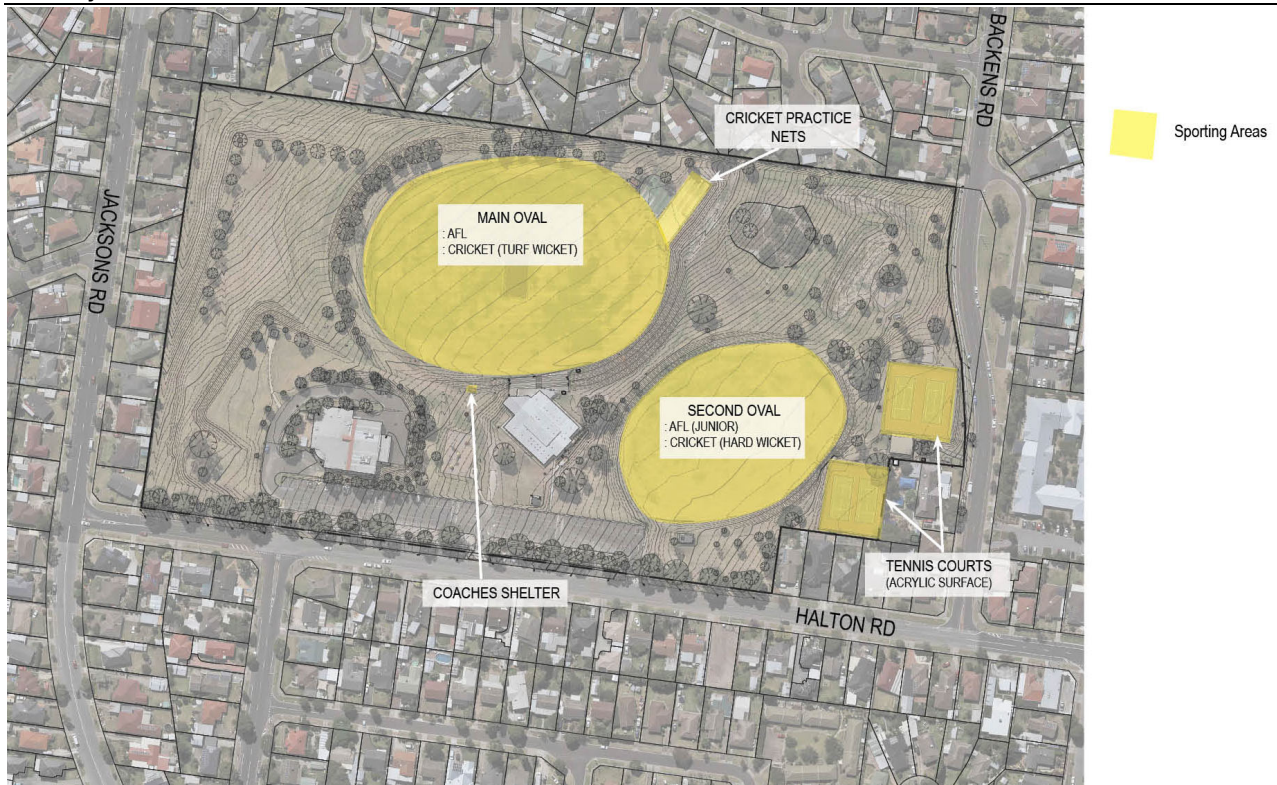 BACKENS RD
CRICKET PRACTICE
NETS
Sporting Areas
JACKSONS RD
MAIN OVAL
: AFL
: CRICKET (TURF WICKET)
SECOND OVAL
: AFL (JUNIOR)
: CRICKET (HARD WICKET)
TENNIS COURTS
(ACRYLIC SURFACE)
COACHES SHELTER
HALTON RD